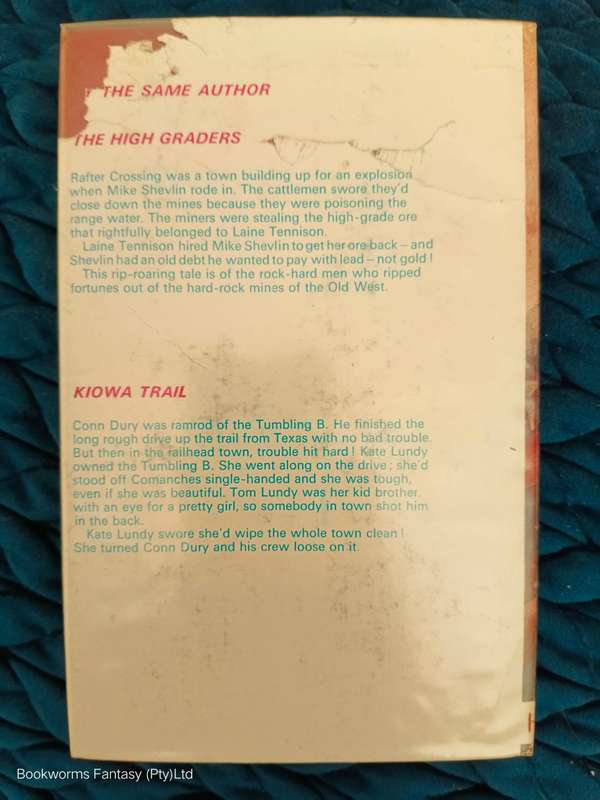 THE SAME AUTHOR
THE HIGH GRADERS
Rafter Crossing was a town building up for an explosion
when Mike Shevlin rode in. The cattlemen swore they'd
close down the mines because they were poisoning the
range water. The miners were stealing the high-grade ore
that rightfully belonged to Laine Tennison.
Laine Tennison hired Mike Shevlin to get her ore back – and
Shevlin had an old debt he wanted to pay with lead – not gold!
This rip-roaring tale is of the rock-hard men who ripped
fortunes out of the hard-rock mines of the Old West.
KIOWA TRAIL
Conn Dury was ramrod of the Tumbling B. He finished the
long rough drive up the trail from Texas with no bad trouble.
But then in the railhead town, trouble hit hard! Kate Lundy
owned the Tumbling B. She went along on the drive; she'd
stood off Comanches single-handed and she was tough,
even if she was beautiful. Tom Lundy was her kid brother,
with an eye for a pretty girl, so somebody in town shot him
in the back.
Kate Lundy swore she'd wipe the whole town clean!
She turned Conn Dury and his crew loose on it.
Bookworms Fantasy (Pty)Ltd